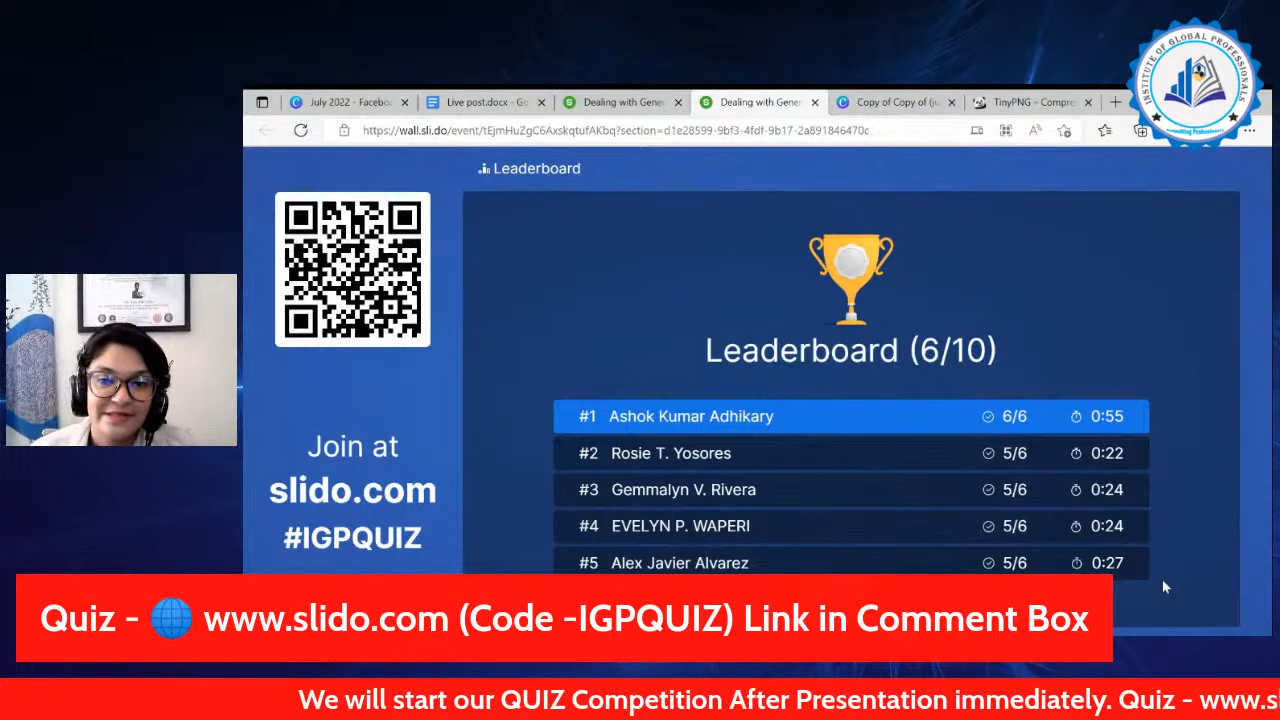 INSTITUTE OF GLOBAL PROFESSIONALS
July 2022 - Faceboo
Live post.docx - Go
Dealing with Gener
Dealing with Gener
Copy of Copy of (ju
TinyPNG – Compre
https://wall.sli.do/event/tEjmHuZgC6AxskqtufAKbq?section=d1e28599-9bf3-4fdf-9b17-2a891846470c
Leaderboard
Leaderboard (6/10)
#1 Ashok Kumar Adhikary 6/6 0:55
#2 Rosie T. Yosores 5/6 0:22
#3 Gemmalyn V. Rivera 5/6 0:24
#4 EVELYN P. WAPERI 5/6 0:24
#5 Alex Javier Alvarez 5/6 0:27
Join at
slido.com
#IGPQUIZ
Quiz - www.slido.com (Code -IGPQUIZ) Link in Comment Box
We will start our QUIZ Competition After Presentation immediately. Quiz - www.s